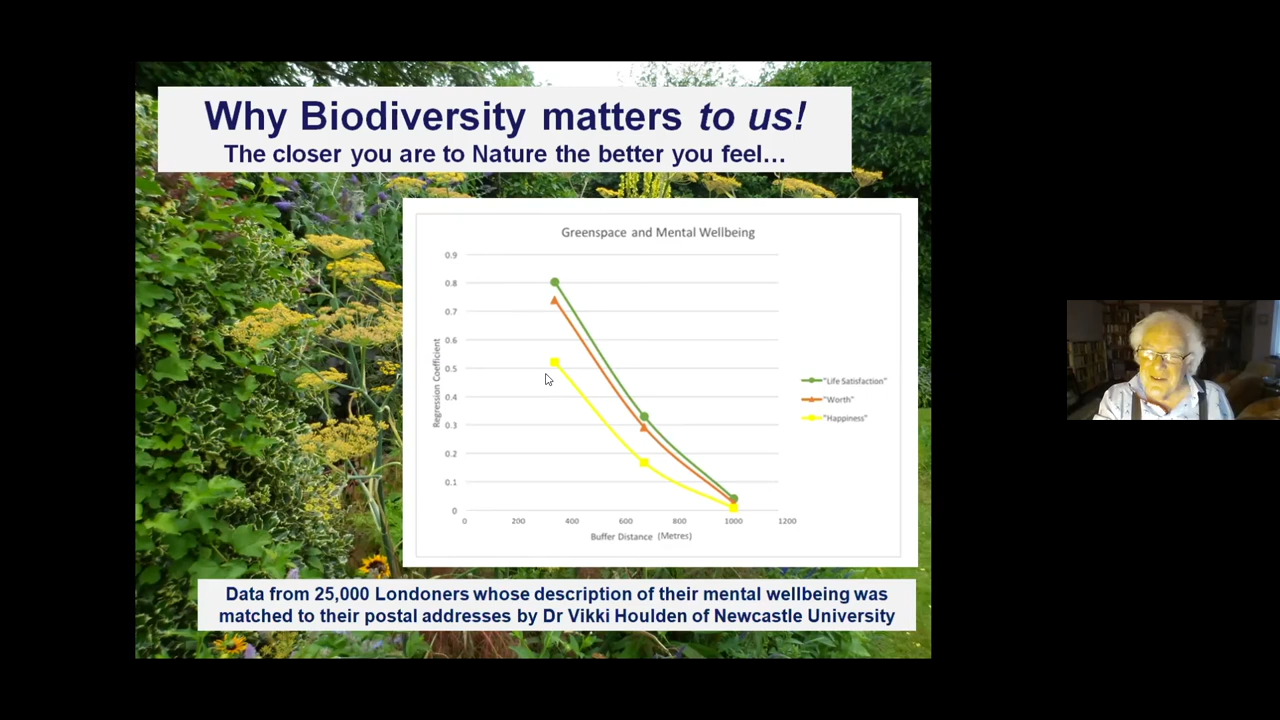 Why Biodiversity matters to us!
The closer you are to Nature the better you feel…
Greenspace and Mental Wellbeing
0.9
0.8
0.7
0.6
0.5
0.4
0.3
0.2
0.1
0
Regression Coefficient
0 200 400 600 800 1000 1200
Buffer Distance (Metres)
"Life Satisfaction"
"Worth"
"Happiness"
Data from 25,000 Londoners whose description of their mental wellbeing was
matched to their postal addresses by Dr Vikki Houlden of Newcastle University